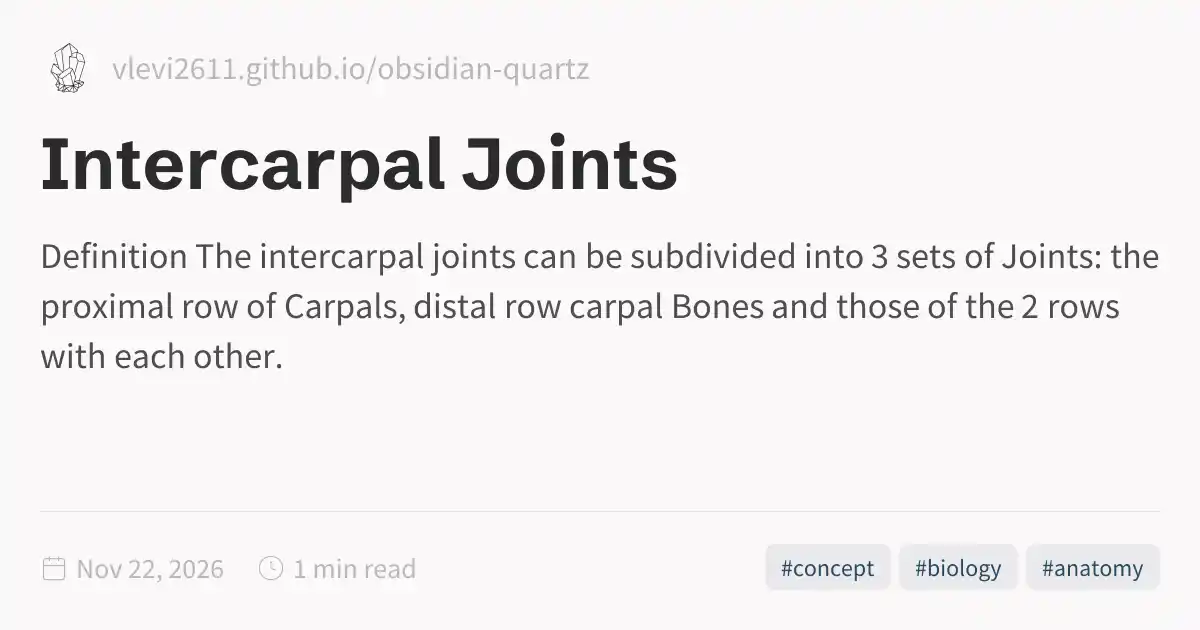 vlevi2611.github.io/obsidian-quartz
Intercarpal Joints
Definition The intercarpal joints can be subdivided into 3 sets of Joints: the
proximal row of Carpals, distal row carpal Bones and those of the 2 rows
with each other.
Nov 22, 2026 1 min read #concept #biology #anatomy